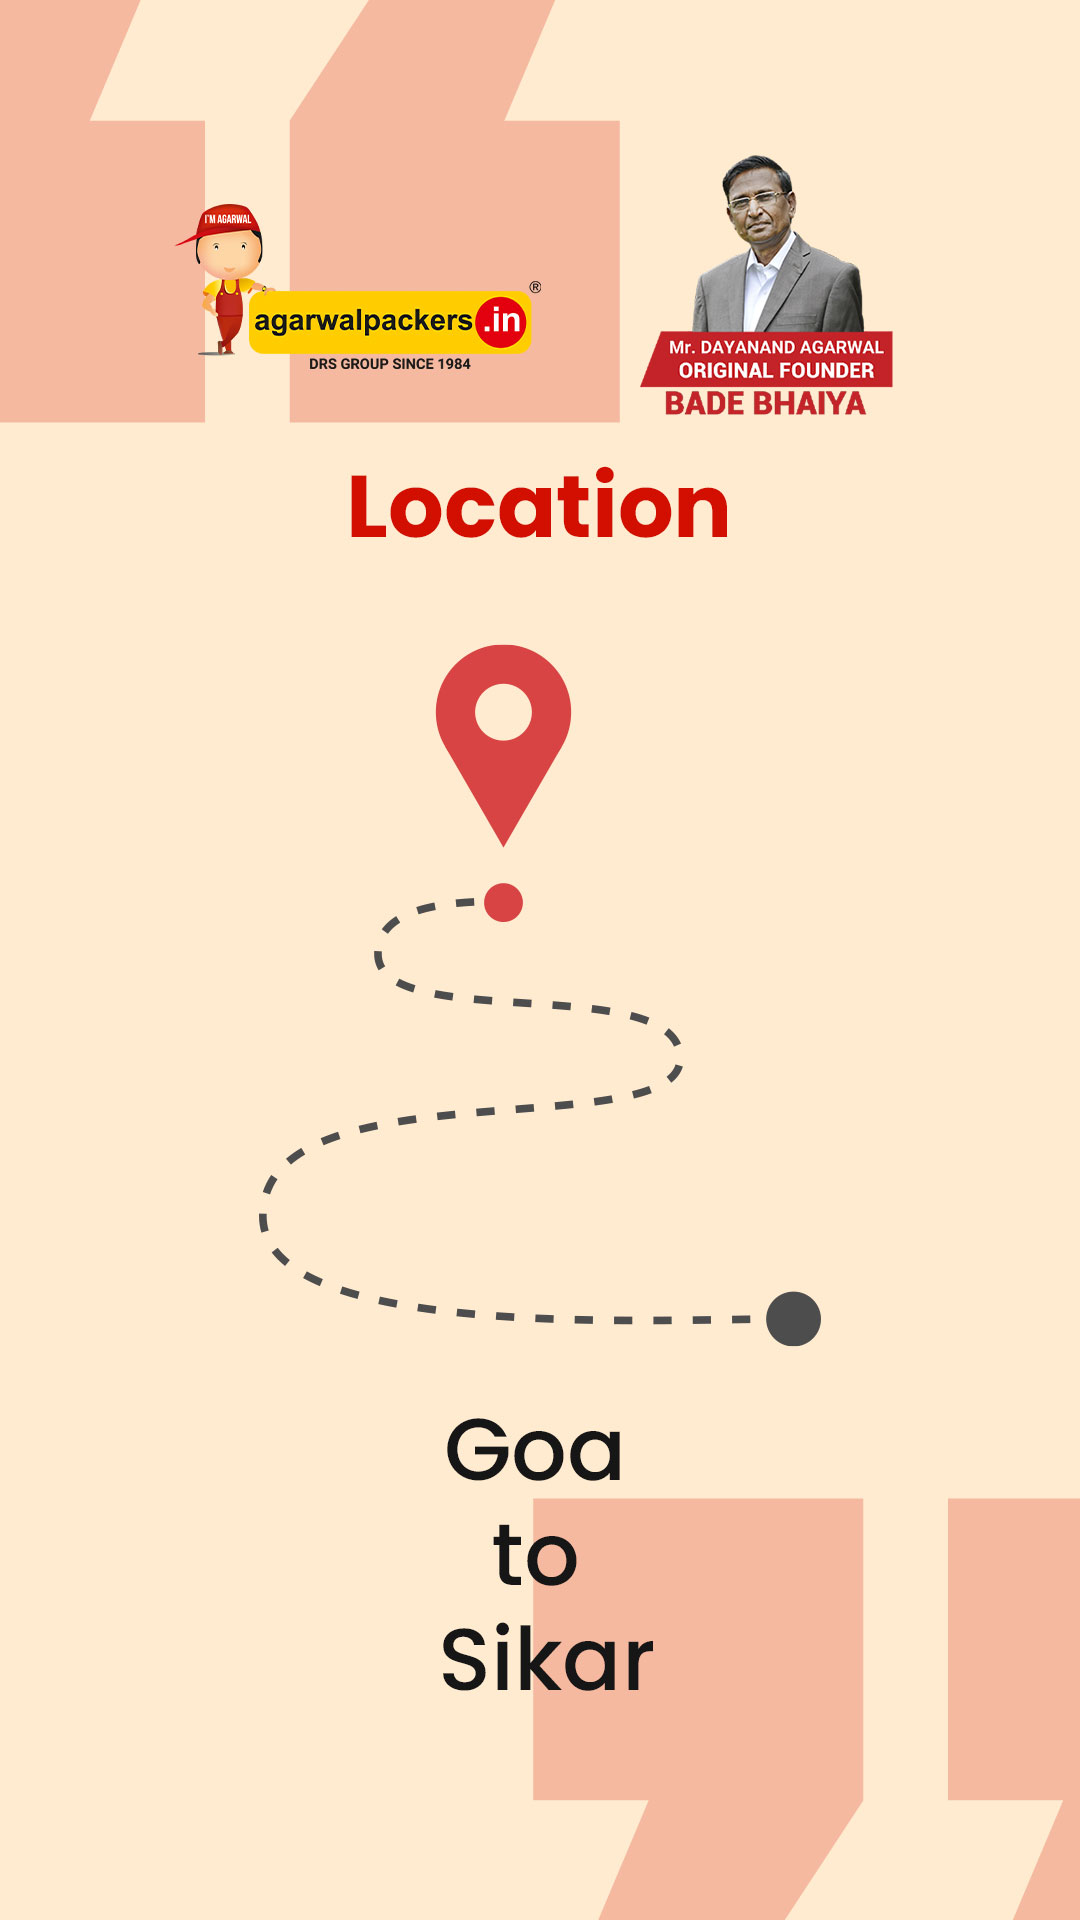 I'M AGARWAL
agarwalpackers.in®
DRS GROUP SINCE 1984
Mr. DAYANAND AGARWAL
ORIGINAL FOUNDER
BADE BHAIYA
Location
Goa
to
Sikar